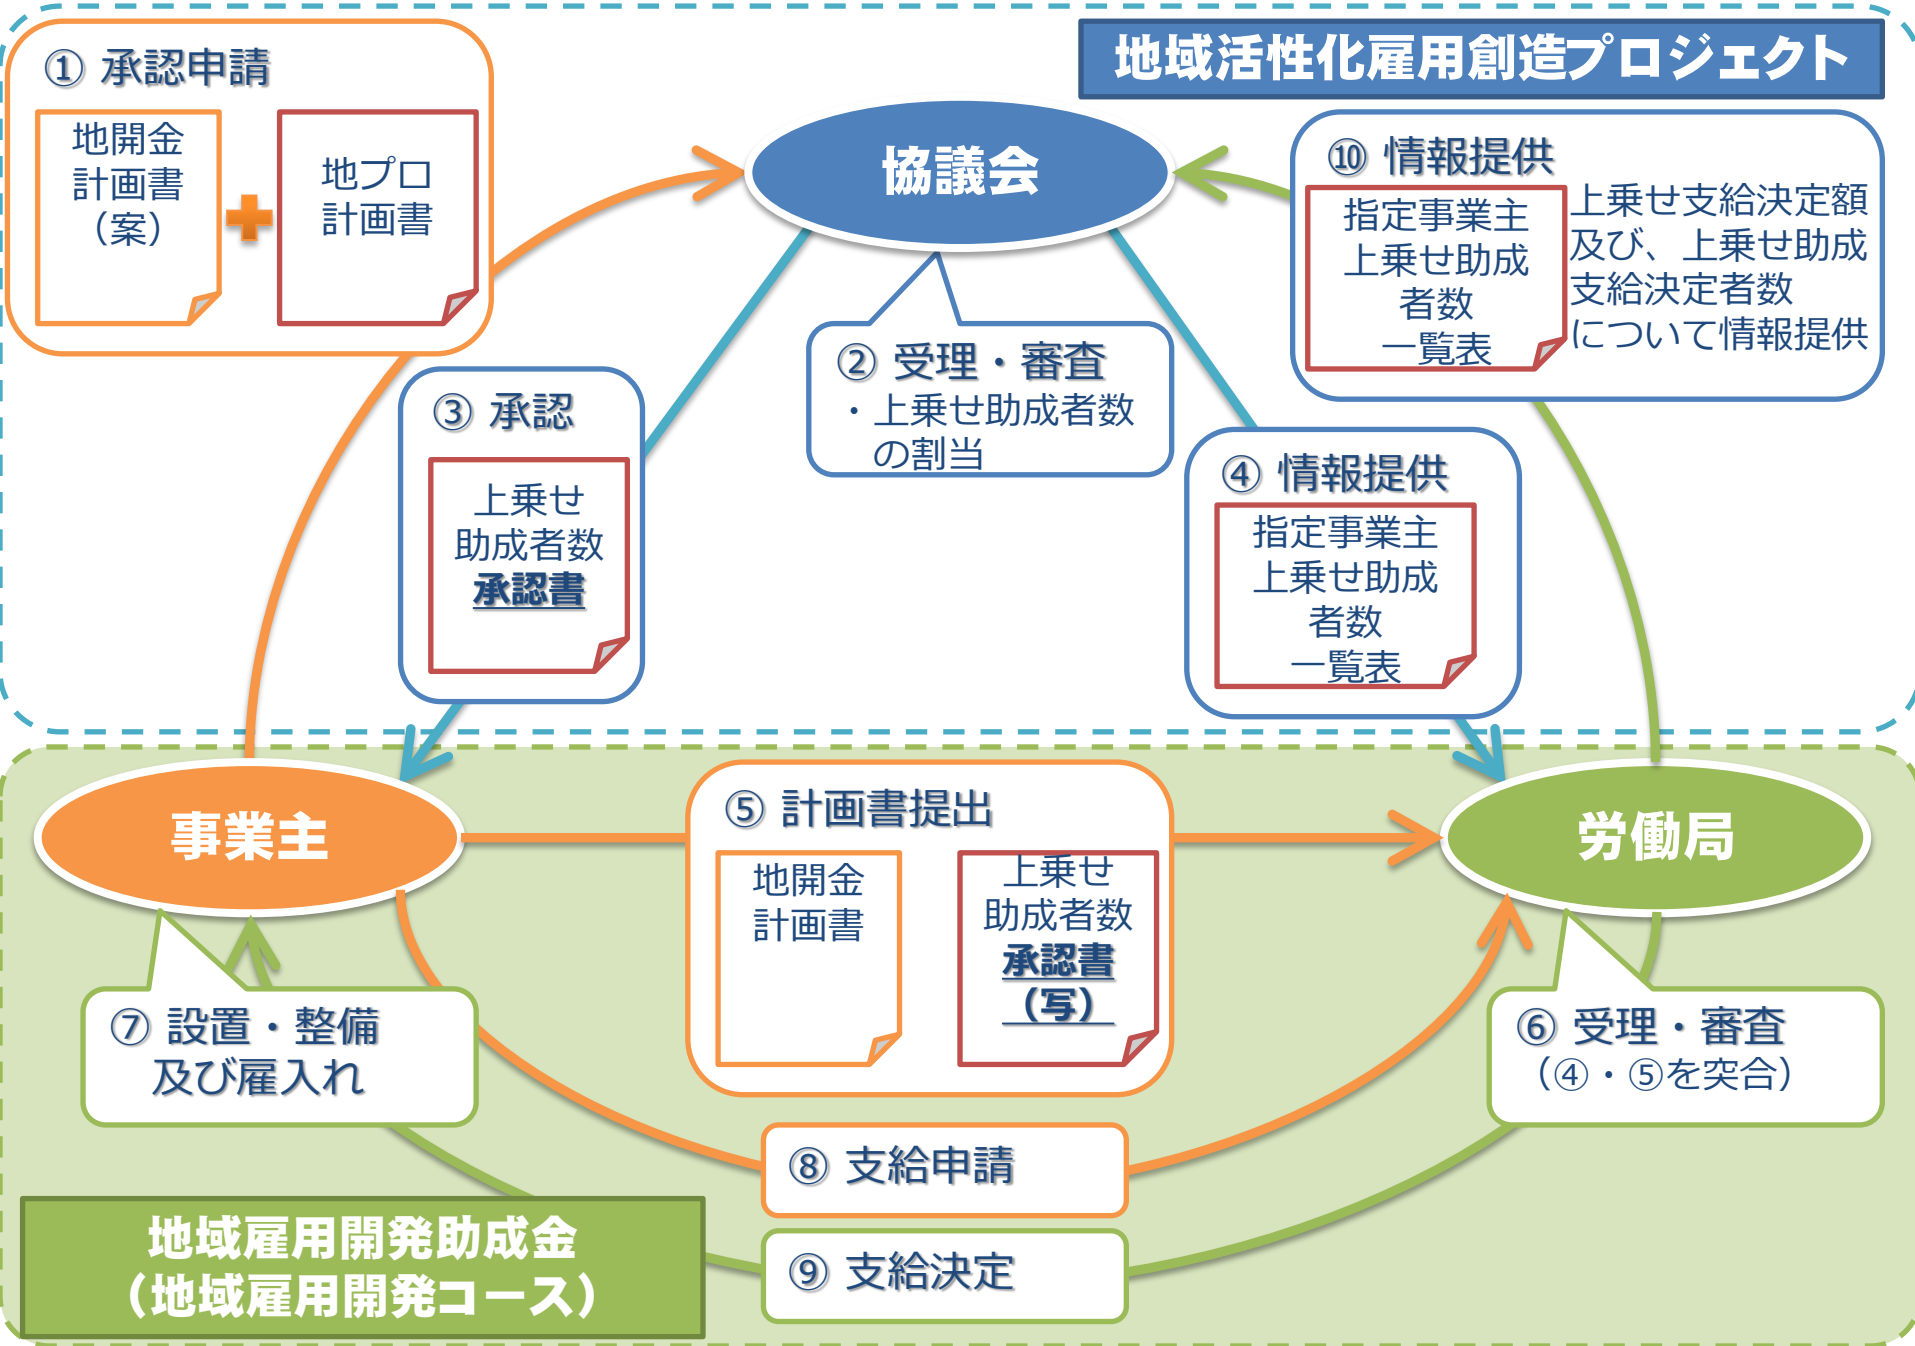 地域活性化雇用創造プロジェクト
① 承認申請
地開金
計画書
（案）
地プロ
計画書
協議会
⑩ 情報提供
指定事業主
上乗せ助成
者数
一覧表
上乗せ支給決定額
及び、上乗せ助成
支給決定者数
について情報提供
② 受理・審査
・上乗せ助成者数
の割当
③ 承認
上乗せ
助成者数
承認書
④ 情報提供
指定事業主
上乗せ助成
者数
一覧表
事業主
⑤ 計画書提出
地開金
計画書
上乗せ
助成者数
承認書
（写）
労働局
⑦ 設置・整備
及び雇入れ
⑥ 受理・審査
（④・⑤を突合）
⑧ 支給申請
⑨ 支給決定
地域雇用開発助成金
（地域雇用開発コース）